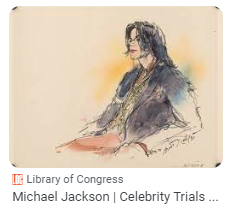 Library of Congress
Michael Jackson | Celebrity Trials ...